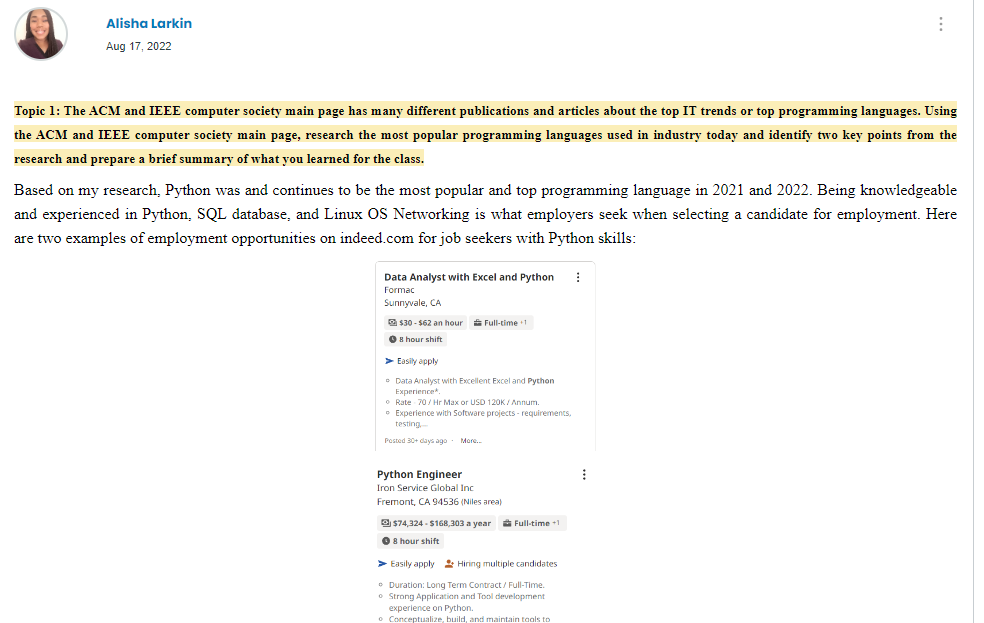 Alisha Larkin
Aug 17, 2022
Topic 1: The ACM and IEEE computer society main page has many different publications and articles about the top IT trends or top programming languages. Using
the ACM and IEEE computer society main page, research the most popular programming languages used in industry today and identify two key points from the
research and prepare a brief summary of what you learned for the class.
Based on my research, Python was and continues to be the most popular and top programming language in 2021 and 2022. Being knowledgeable
and experienced in Python, SQL database, and Linux OS Networking is what employers seek when selecting a candidate for employment. Here
are two examples of employment opportunities on indeed.com for job seekers with Python skills:
Data Analyst with Excel and Python
Formac
Sunnyvale, CA
$30 - $62 an hour Full-time +1
8 hour shift
Easily apply
Data Analyst with Excellent Excel and Python
Experience*.
Rate - 70 / Hr Max or USD 120K / Annum.
Experience with Software projects - requirements,
testing,...
Posted 30+ days ago · More...
Python Engineer
Iron Service Global Inc
Fremont, CA 94536 (Niles area)
$74,324 - $168,303 a year Full-time +1
8 hour shift
Easily apply Hiring multiple candidates
Duration: Long Term Contract / Full-Time.
Strong Application and Tool development
experience on Python.
Conceptualize, build, and maintain tools to